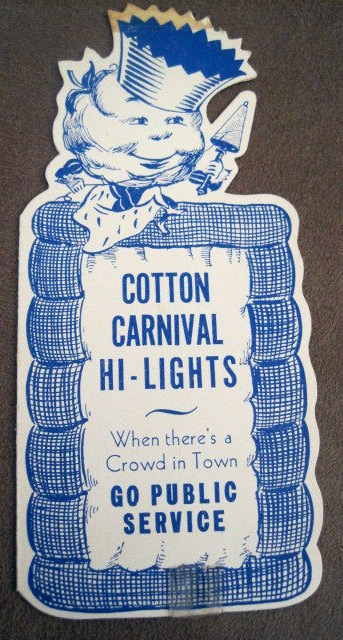 COTTON
CARNIVAL
HI-LIGHTS
When there's a
Crowd in Town
GO PUBLIC
SERVICE